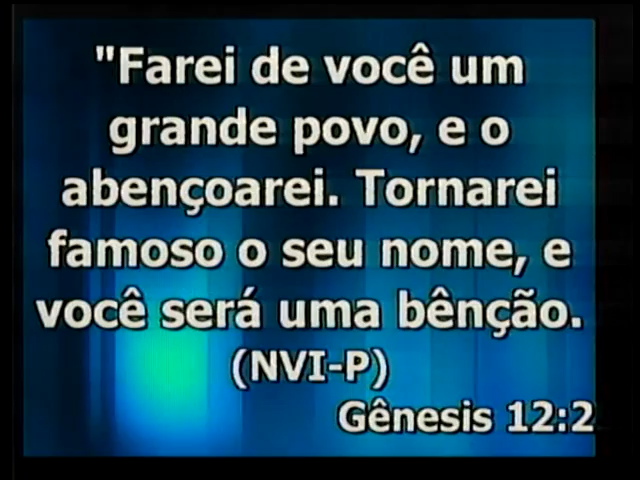 "Farei de você um
grande povo, e o
abençoarei. Tornarei
famoso o seu nome, e
você será uma bênção.
(NVI-P)
Gênesis 12:2